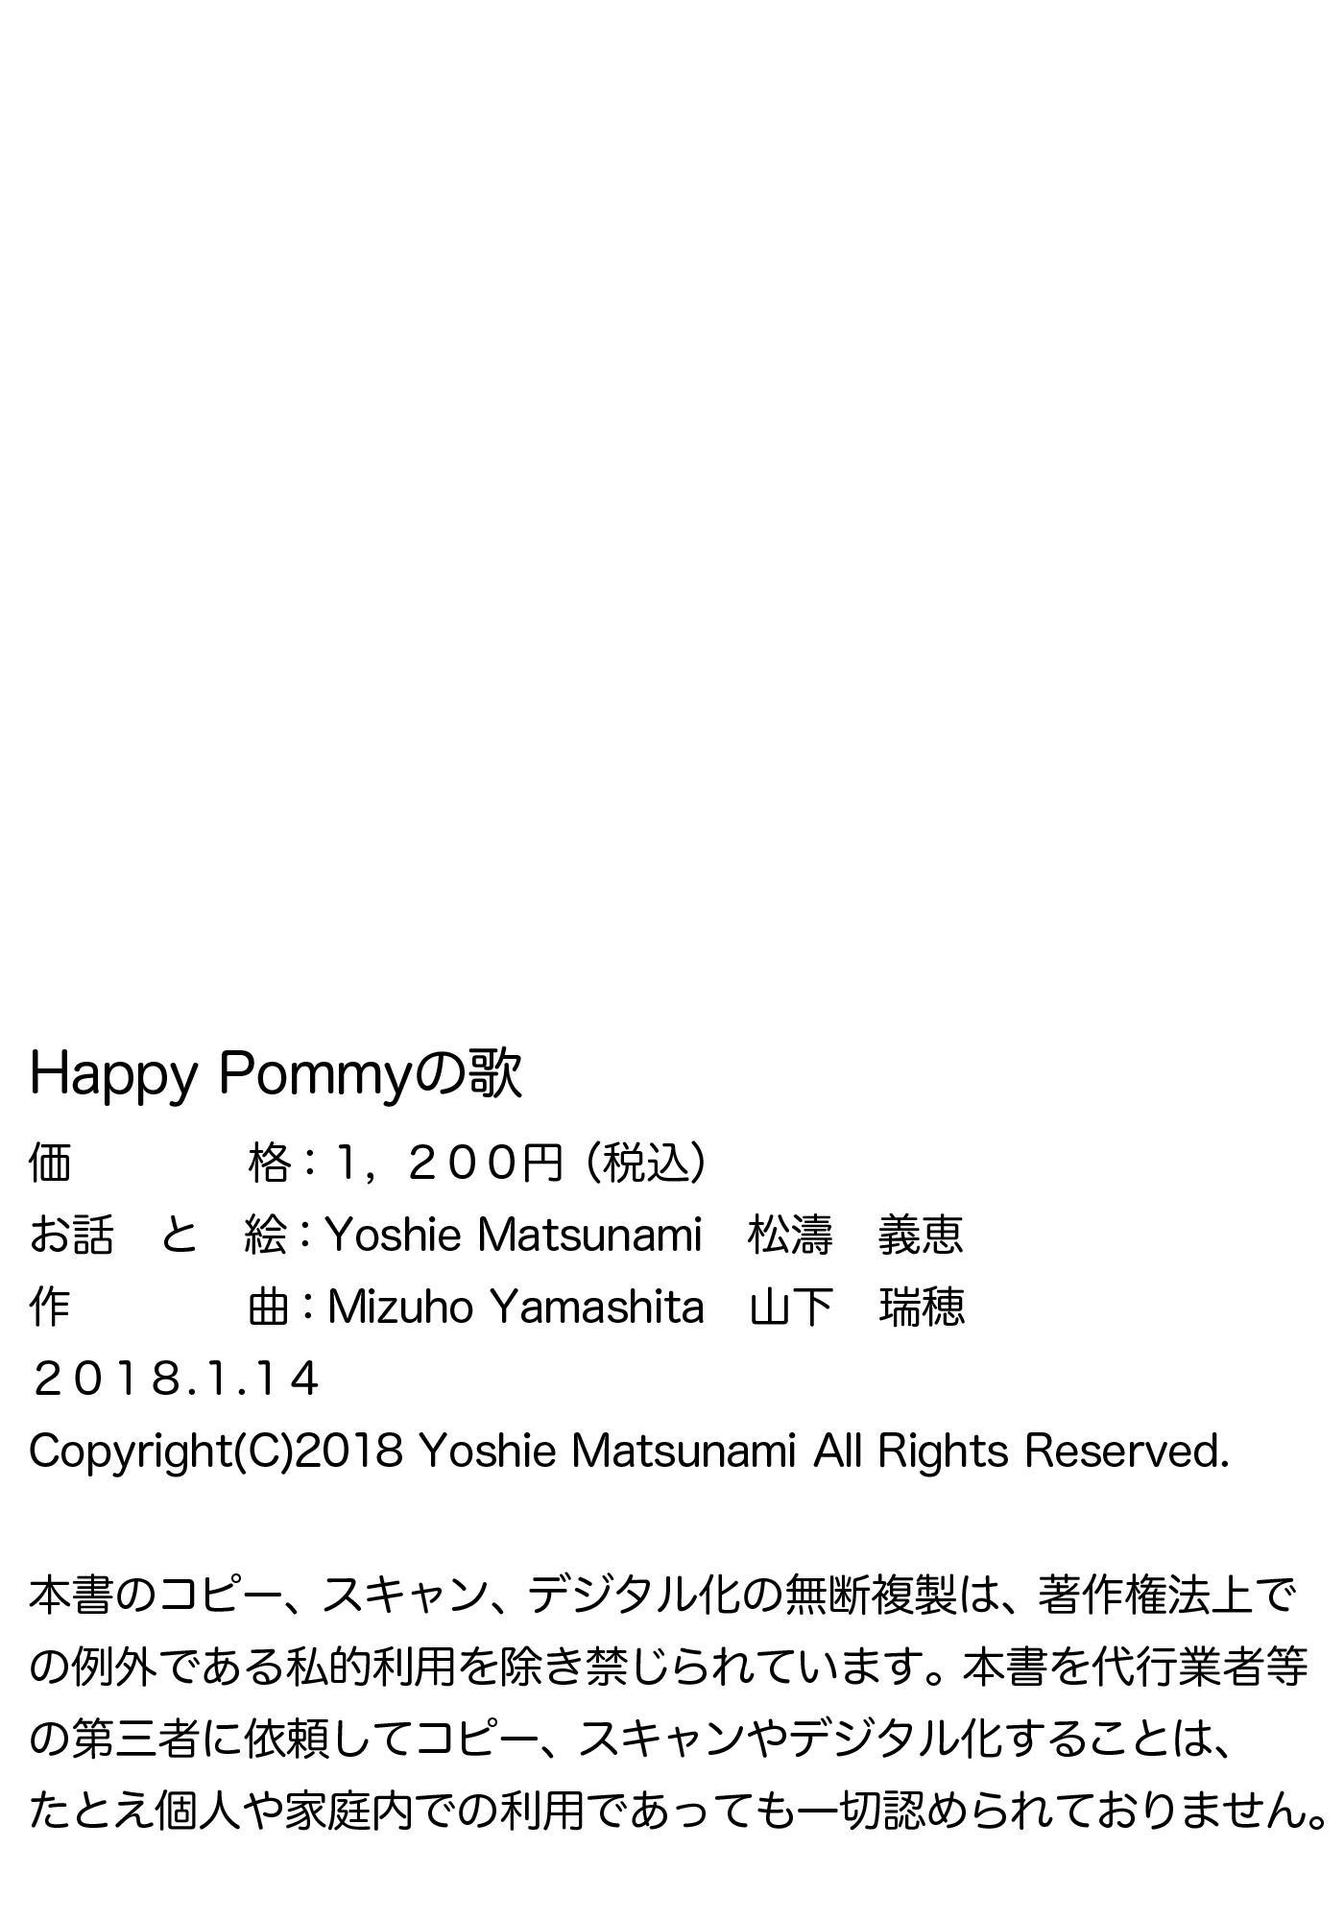 Happy Pommyの歌
価　　　　格：１，２００円（税込）
お話　と　絵：Yoshie Matsunami　松濤　義恵
作　　　　曲：Mizuho Yamashita　山下　瑞穂
２０１８.１.１４
Copyright(C)2018 Yoshie Matsunami All Rights Reserved.
本書のコピー、スキャン、デジタル化の無断複製は、著作権法上で
の例外である私的利用を除き禁じられています。本書を代行業者等
の第三者に依頼してコピー、スキャンやデジタル化することは、
たとえ個人や家庭内での利用であっても一切認められておりません。